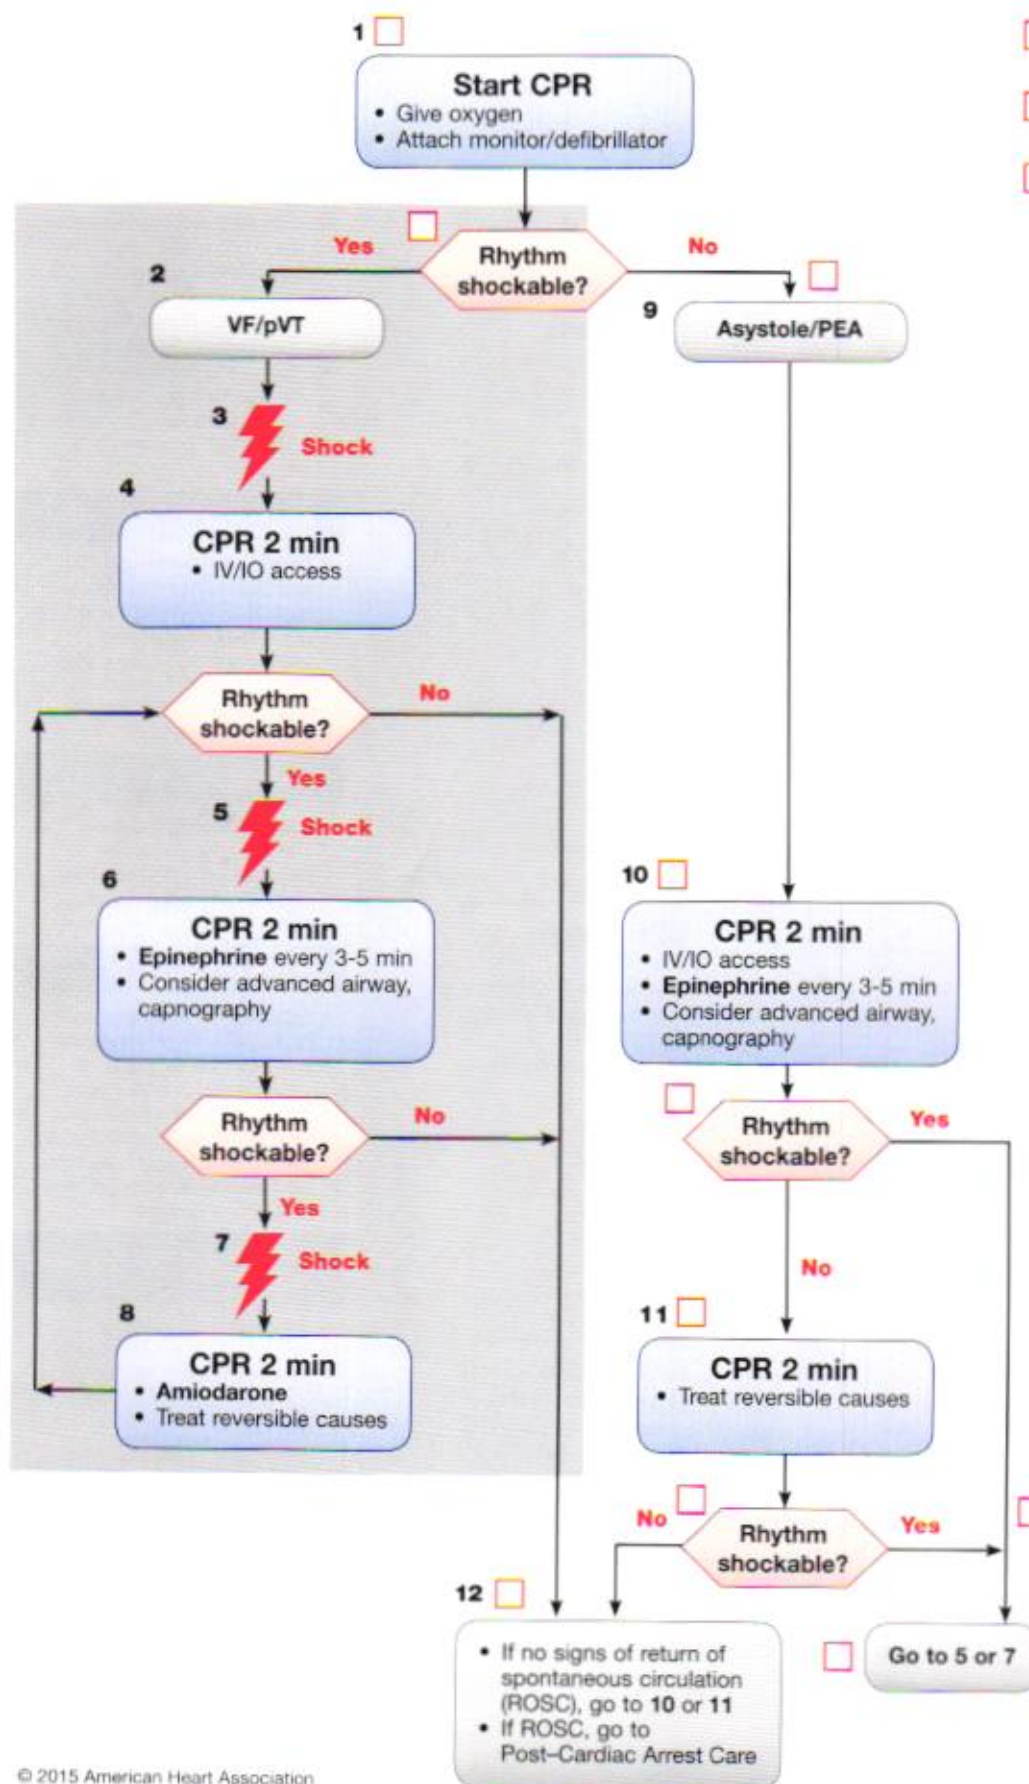 1
Start CPR
• Give oxygen
• Attach monitor/defibrillator
Rhythm
shockable?
Yes
No
2
VF/pVT
9
Asystole/PEA
3
Shock
4
CPR 2 min
• IV/IO access
Rhythm
shockable?
No
Yes
5
Shock
6
CPR 2 min
• Epinephrine every 3-5 min
• Consider advanced airway,
capnography
10
CPR 2 min
• IV/IO access
• Epinephrine every 3-5 min
• Consider advanced airway,
capnography
Rhythm
shockable?
No
Yes
Rhythm
shockable?
Yes
No
7
Shock
8
CPR 2 min
• Amiodarone
• Treat reversible causes
11
CPR 2 min
• Treat reversible causes
No
Rhythm
shockable?
Yes
12
• If no signs of return of
spontaneous circulation
(ROSC), go to 10 or 11
• If ROSC, go to
Post–Cardiac Arrest Care
Go to 5 or 7
© 2015 American Heart Association